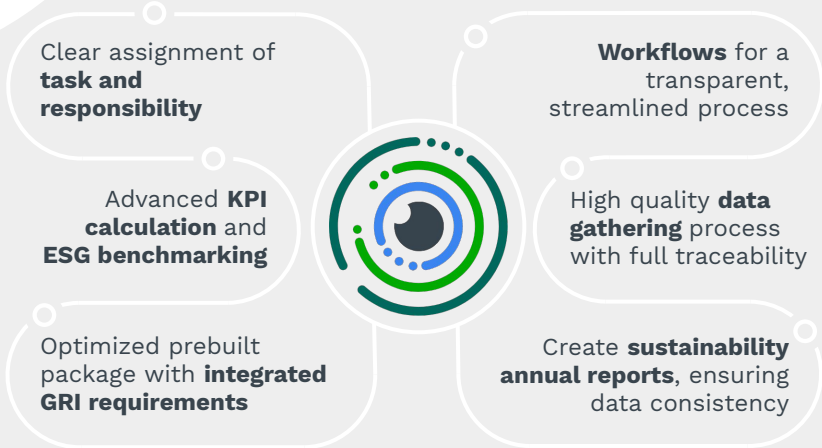 Clear assignment of
task and
responsibility
Workflows for a
transparent,
streamlined process
Advanced KPI
calculation and
ESG benchmarking
High quality data
gathering process
with full traceability
Optimized prebuilt
package with integrated
GRI requirements
Create sustainability
annual reports, ensuring
data consistency